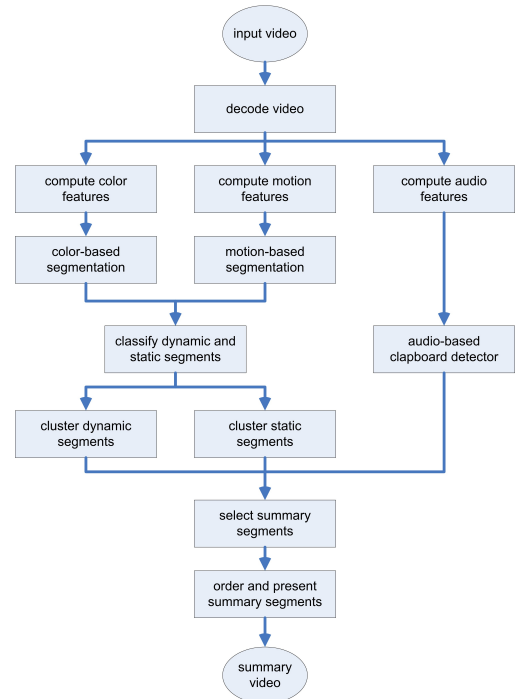 input video
decode video
compute color
features
compute motion
features
compute audio
features
color-based
segmentation
motion-based
segmentation
classify dynamic and
static segments
audio-based
clapboard detector
cluster dynamic
segments
cluster static
segments
select summary
segments
order and present
summary segments
summary
video